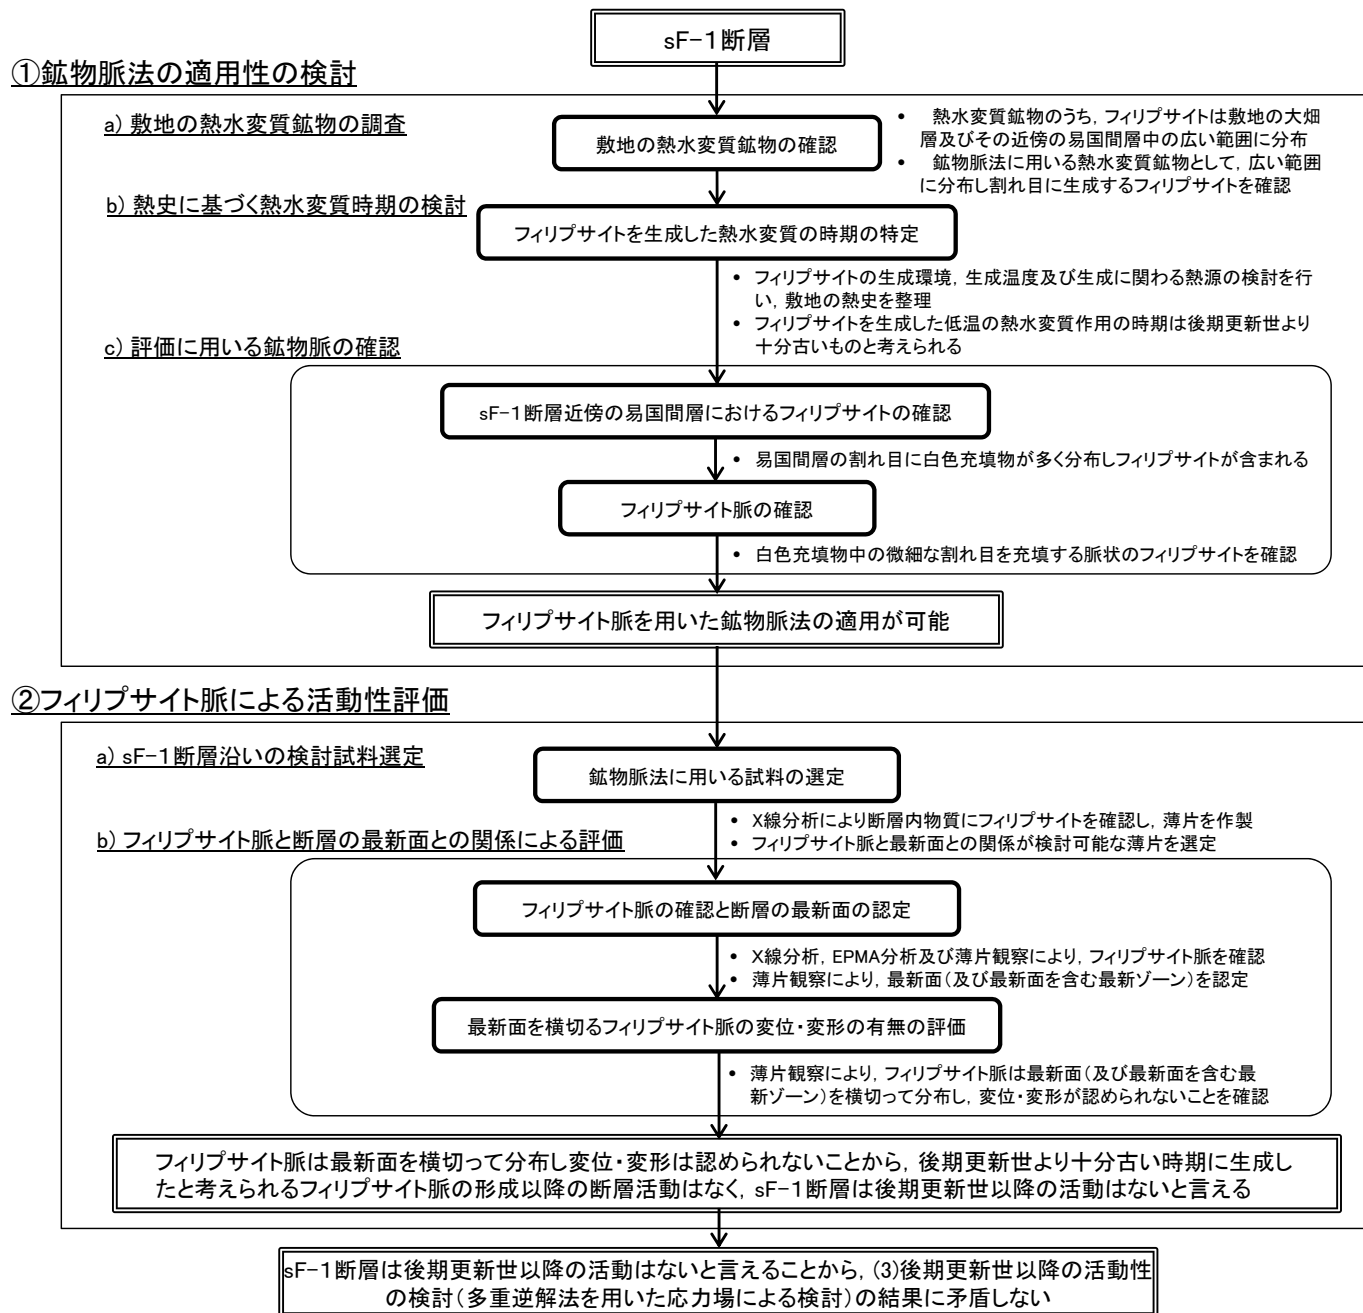 sF-1断層
①鉱物脈法の適用性の検討
a) 敷地の熱水変質鉱物の調査
敷地の熱水変質鉱物の確認
• 熱水変質鉱物のうち, フィリプサイトは敷地の大畑
層及びその近傍の易国間層中の広い範囲に分布
• 鉱物脈法に用いる熱水変質鉱物として, 広い範囲
に分布し割れ目に生成するフィリプサイトを確認
b) 熱史に基づく熱水変質時期の検討
フィリプサイトを生成した熱水変質の時期の特定
• フィリプサイトの生成環境, 生成温度及び生成に関わる熱源の検討を行
い, 敷地の熱史を整理
• フィリプサイトを生成した低温の熱水変質作用の時期は後期更新世より
十分古いものと考えられる
c) 評価に用いる鉱物脈の確認
sF-1断層近傍の易国間層におけるフィリプサイトの確認
• 易国間層の割れ目に白色充填物が多く分布しフィリプサイトが含まれる
フィリプサイト脈の確認
• 白色充填物中の微細な割れ目を充填する脈状のフィリプサイトを確認
フィリプサイト脈を用いた鉱物脈法の適用が可能
②フィリプサイト脈による活動性評価
a) sF-1断層沿いの検討試料選定
鉱物脈法に用いる試料の選定
• X線分析により断層内物質にフィリプサイトを確認し, 薄片を作製
• フィリプサイト脈と最新面との関係が検討可能な薄片を選定
b) フィリプサイト脈と断層の最新面との関係による評価
フィリプサイト脈の確認と断層の最新面の認定
• X線分析, EPMA分析及び薄片観察により, フィリプサイト脈を確認
• 薄片観察により, 最新面(及び最新面を含む最新ゾーン)を認定
最新面を横切るフィリプサイト脈の変位・変形の有無の評価
• 薄片観察により, フィリプサイト脈は最新面(及び最新面を含む最
新ゾーン)を横切って分布し, 変位・変形が認められないことを確認
フィリプサイト脈は最新面を横切って分布し変位・変形は認められないことから, 後期更新世より十分古い時期に生成し
たと考えられるフィリプサイト脈の形成以降の断層活動はなく, sF-1断層は後期更新世以降の活動はないと言える
sF-1断層は後期更新世以降の活動はないと言えることから, (3)後期更新世以降の活動性
の検討(多重逆解法を用いた応力場による検討)の結果に矛盾しない